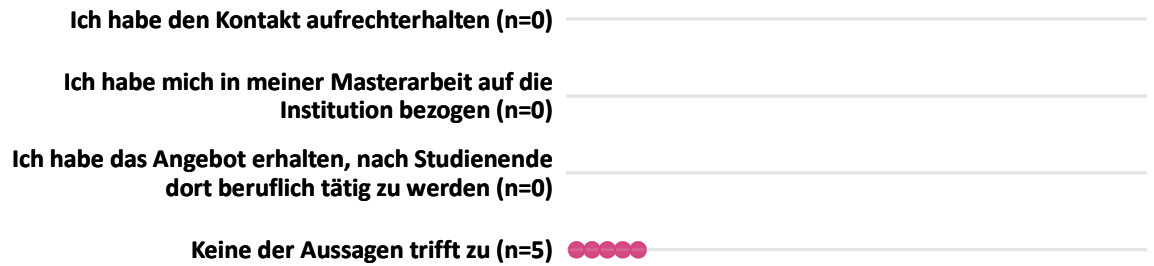 Ich habe den Kontakt aufrechterhalten (n=0)
Ich habe mich in meiner Masterarbeit auf die
Institution bezogen (n=0)
Ich habe das Angebot erhalten, nach Studienende
dort beruflich tätig zu werden (n=0)
Keine der Aussagen trifft zu (n=5)